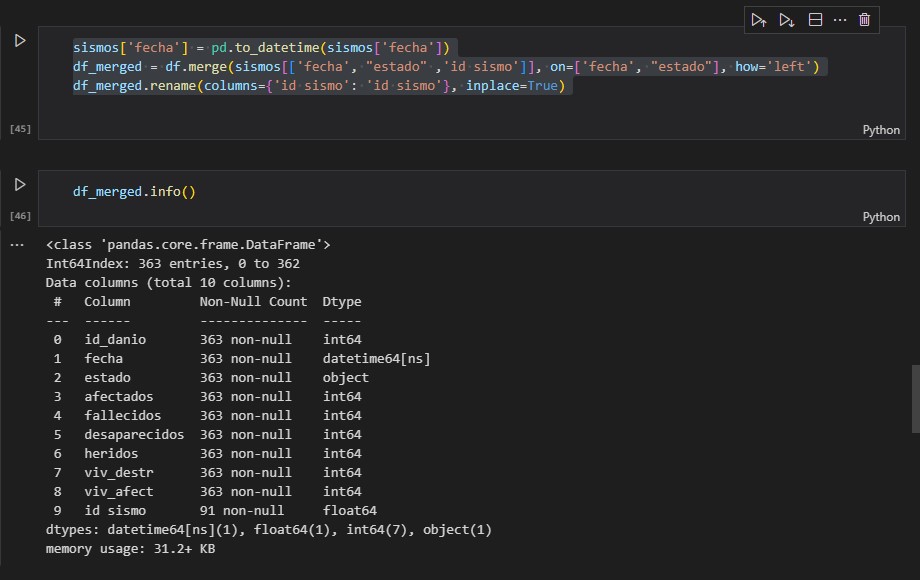 sismos['fecha'] = pd.to_datetime(sismos['fecha'])
df_merged = df.merge(sismos[['fecha', "estado" ,'id sismo']], on=['fecha', "estado"], how='left')
df_merged.rename(columns={'id sismo': 'id sismo'}, inplace=True)
[45]
Python
df_merged.info()
[46]
Python
<class 'pandas.core.frame.DataFrame'>
Int64Index: 363 entries, 0 to 362
Data columns (total 10 columns):
 #   Column         Non-Null Count  Dtype
---  ------         --------------  -----
 0   id_danio       363 non-null    int64
 1   fecha          363 non-null    datetime64[ns]
 2   estado         363 non-null    object
 3   afectados      363 non-null    int64
 4   fallecidos     363 non-null    int64
 5   desaparecidos  363 non-null    int64
 6   heridos        363 non-null    int64
 7   viv_destr      363 non-null    int64
 8   viv_afect      363 non-null    int64
 9   id sismo       91 non-null     float64
dtypes: datetime64[ns](1), float64(1), int64(7), object(1)
memory usage: 31.2+ KB